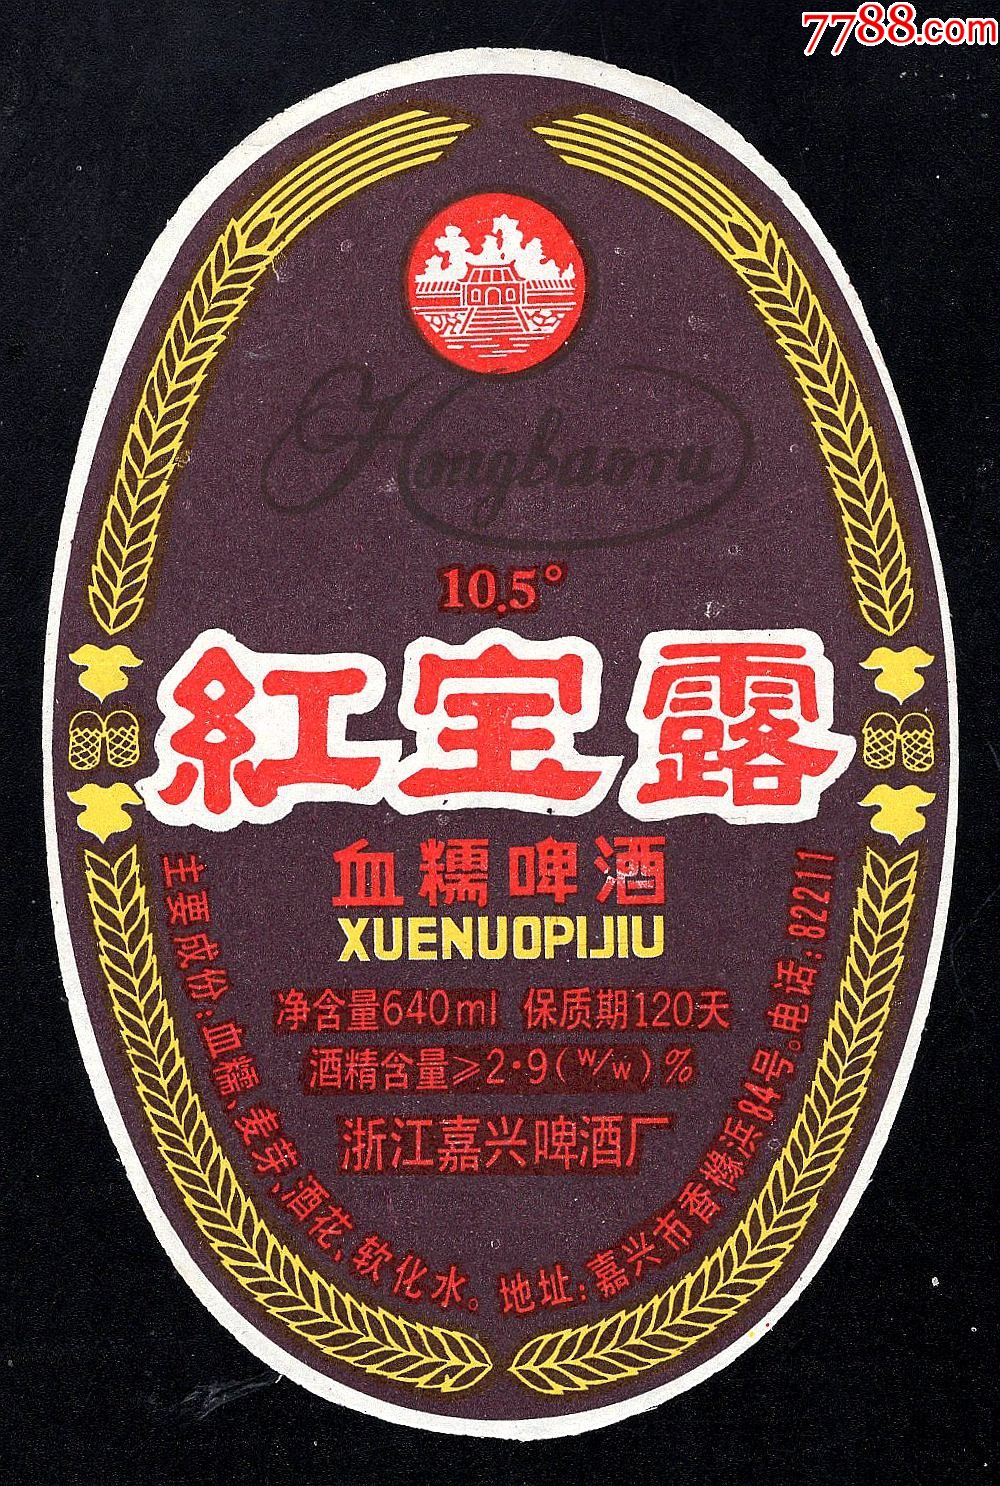 7788.com
Hongbaoru
10.5°
紅宝露
血糯啤酒
XUENUOPIJIU
净含量640ml 保质期120天
酒精含量≥2·9(W/W)%
浙江嘉兴啤酒厂
主要成份:血糯、麦芽、酒花、软化水。
地址:嘉兴市香橼浜84号。电话:82211